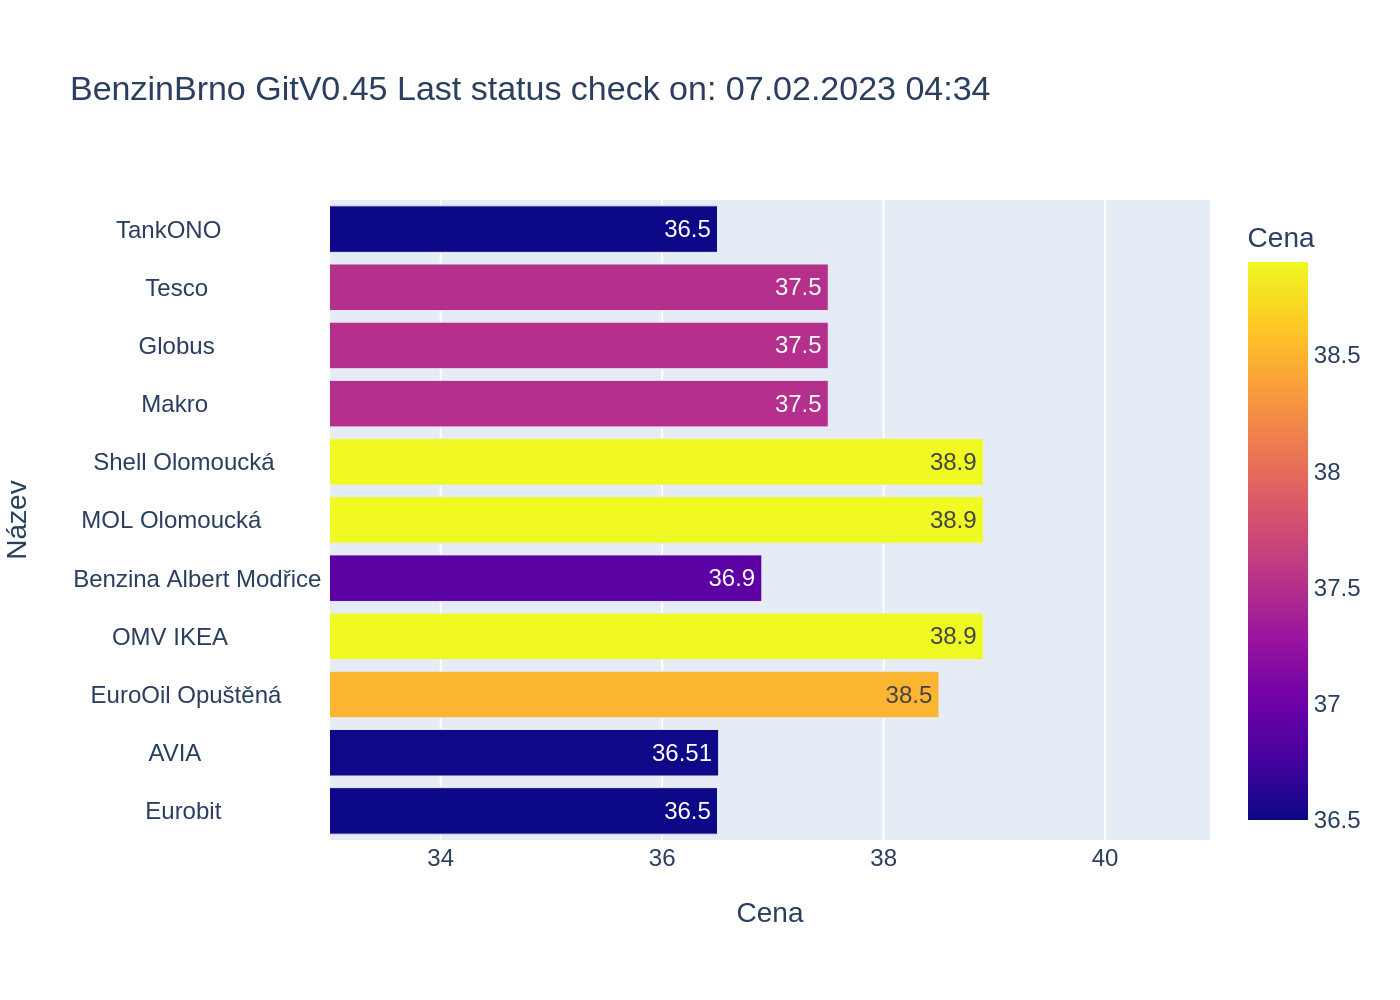 BenzinBrno GitV0.45 Last status check on: 07.02.2023 04:34
Název
TankONO 36.5
Tesco 37.5
Globus 37.5
Makro 37.5
Shell Olomoucká 38.9
MOL Olomoucká 38.9
Benzina Albert Modřice 36.9
OMV IKEA 38.9
EuroOil Opuštěná 38.5
AVIA 36.51
Eurobit 36.5
34 36 38 40
Cena
Cena
38.5
38
37.5
37
36.5